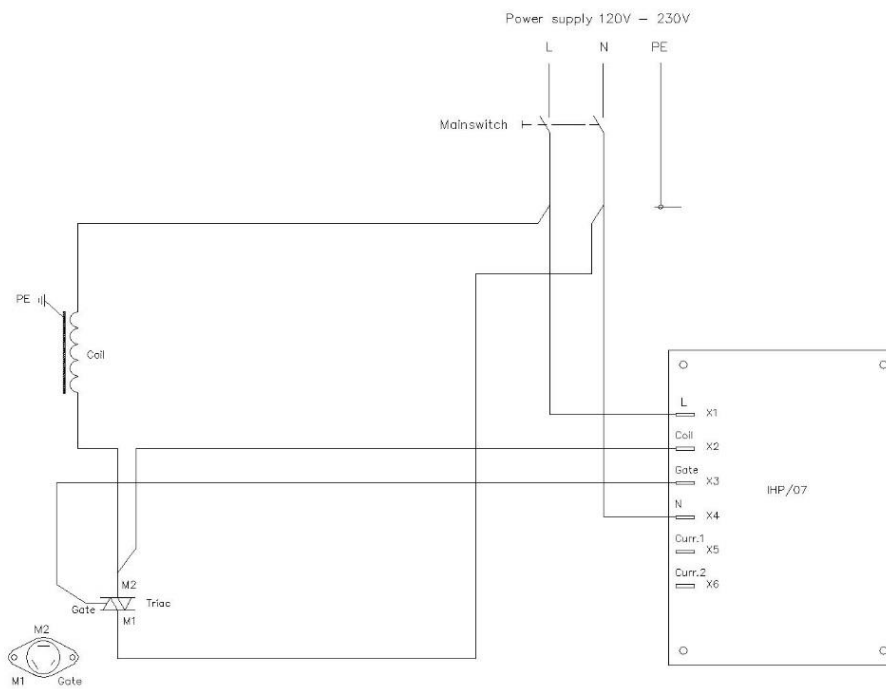 Power supply 120V – 230V
L N PE
Mainswitch
PE
Coil
L
X1
Coil
X2
Gate
X3
IHP/07
N
X4
Curr.1
X5
Curr.2
X6
M2
Gate
Triac
M1
M2
M1 Gate